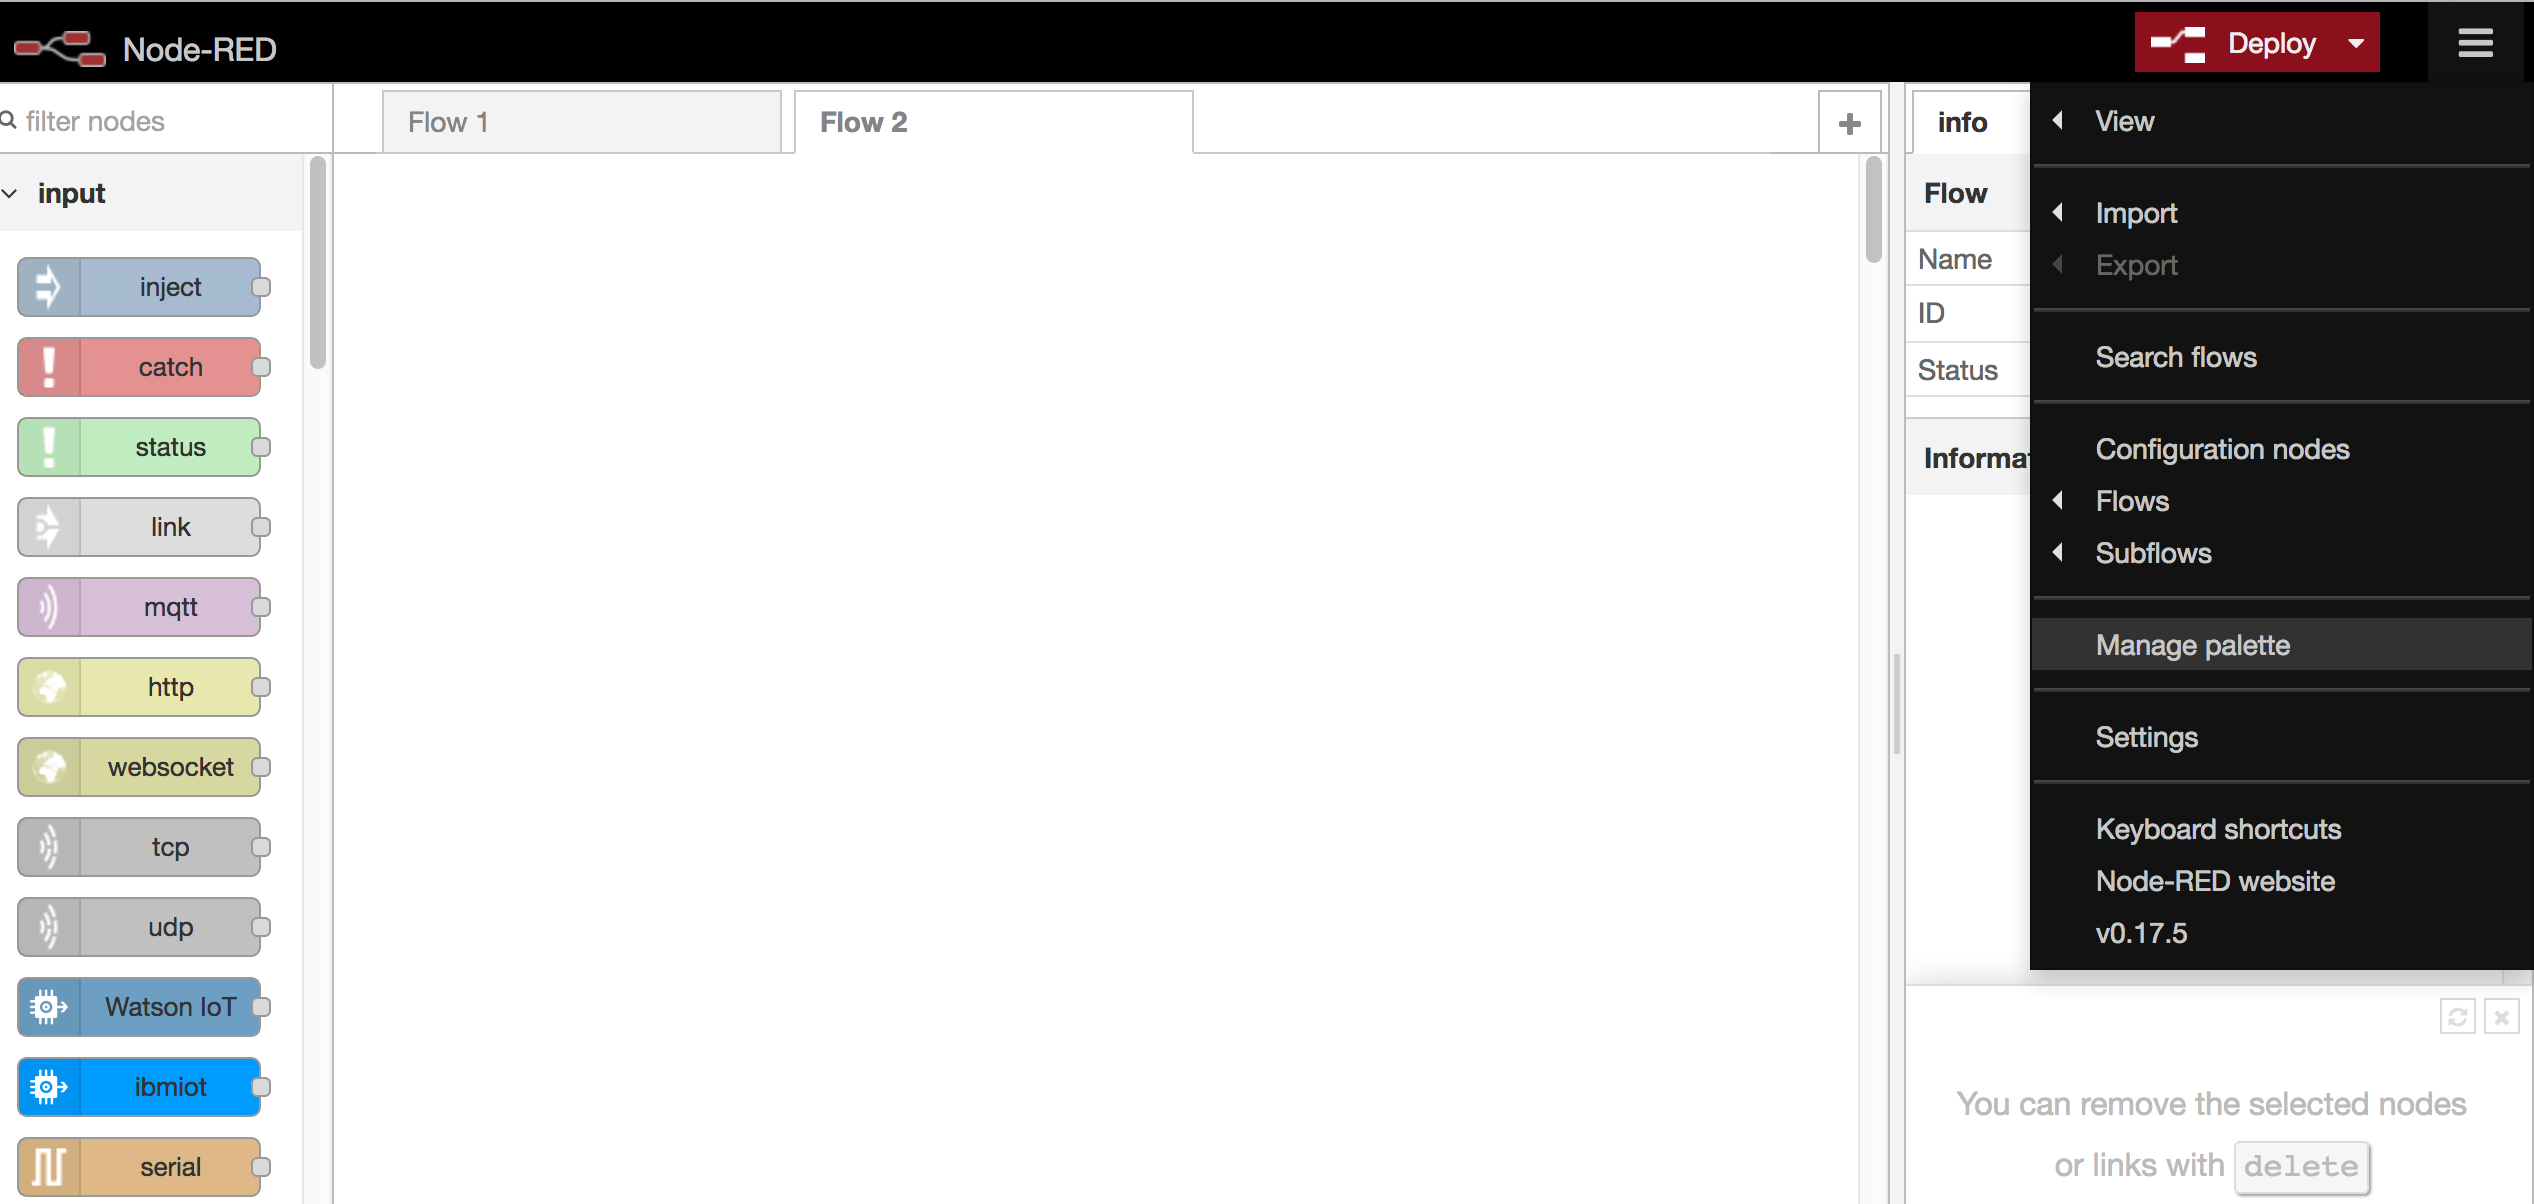 Node-RED
Deploy
filter nodes
Flow 1
Flow 2
info
input
inject
catch
status
link
mqtt
http
websocket
tcp
udp
Watson IoT
ibmiot
serial
Flow
Name
ID
Status
View
Import
Export
Search flows
Configuration nodes
Flows
Subflows
Manage palette
Settings
Keyboard shortcuts
Node-RED website
v0.17.5
You can remove the selected nodes
or links with delete